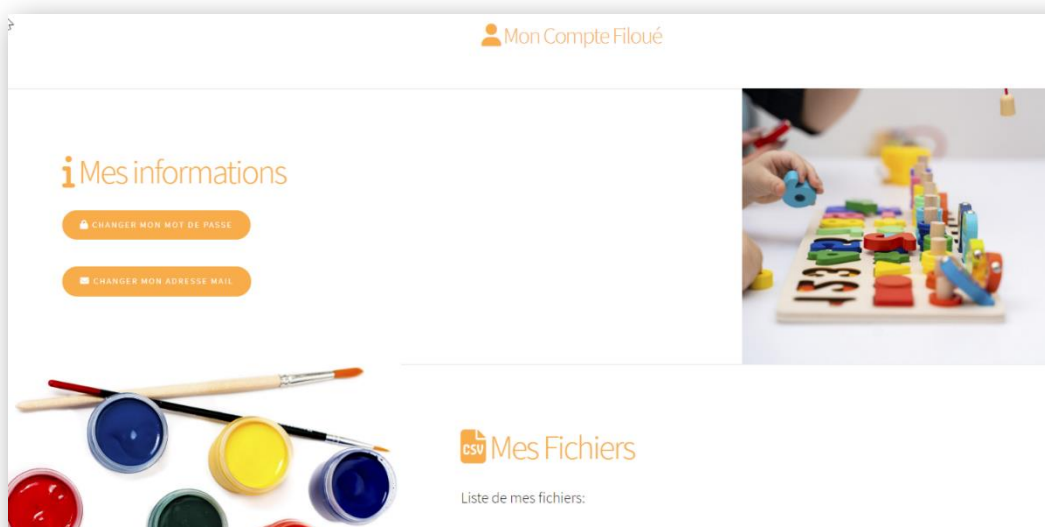 Mon Compte Filoué
Mes informations
CHANGER MON MOT DE PASSE
CHANGER MON ADRESSE MAIL
CSV Mes Fichiers
Liste de mes fichiers: